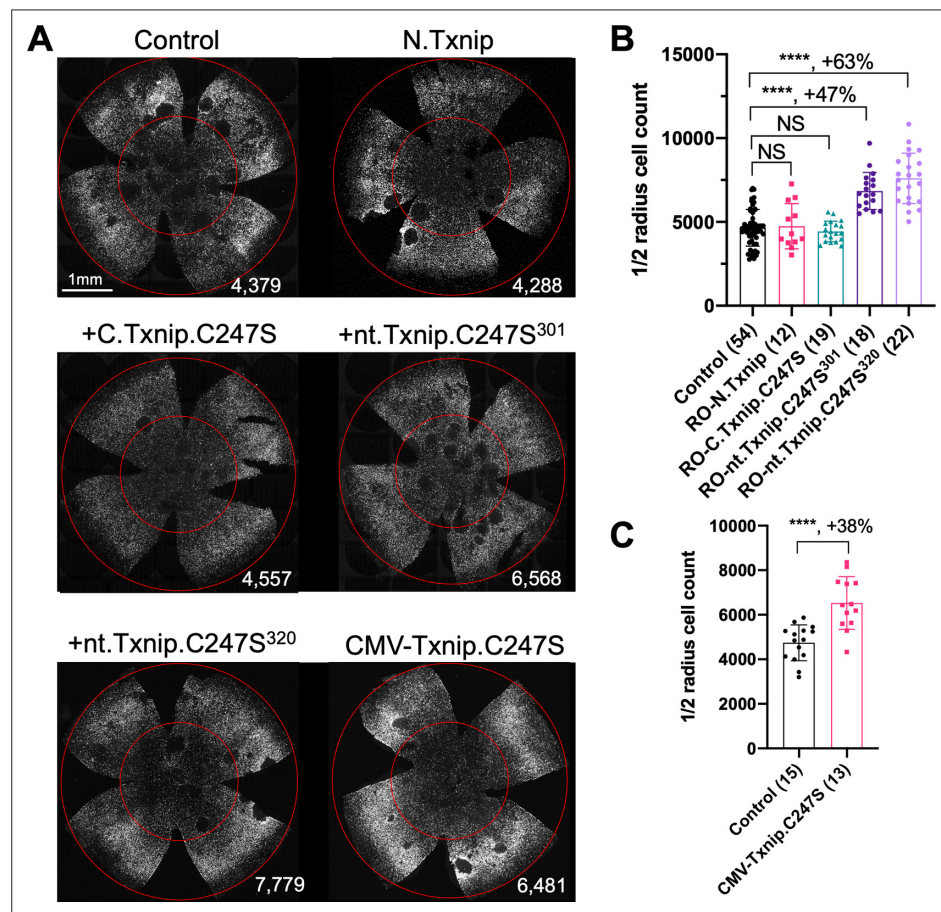 A
Control
N.Txnip
1mm
4,379
4,288
+C.Txnip.C247S
+nt.Txnip.C247S³⁰¹
4,557
6,568
+nt.Txnip.C247S³²⁰
CMV-Txnip.C247S
7,779
6,481
B
15000
10000
5000
0
1/2 radius cell count
****, +63%
****, +47%
NS
NS
Control (54)
RO-N.Txnip (12)
RO-C.Txnip.C247S (19)
RO-nt.Txnip.C247S³⁰¹ (18)
RO-nt.Txnip.C247S³²⁰ (22)
C
10000
8000
6000
4000
2000
0
1/2 radius cell count
****, +38%
Control (15)
CMV-Txnip.C247S (13)